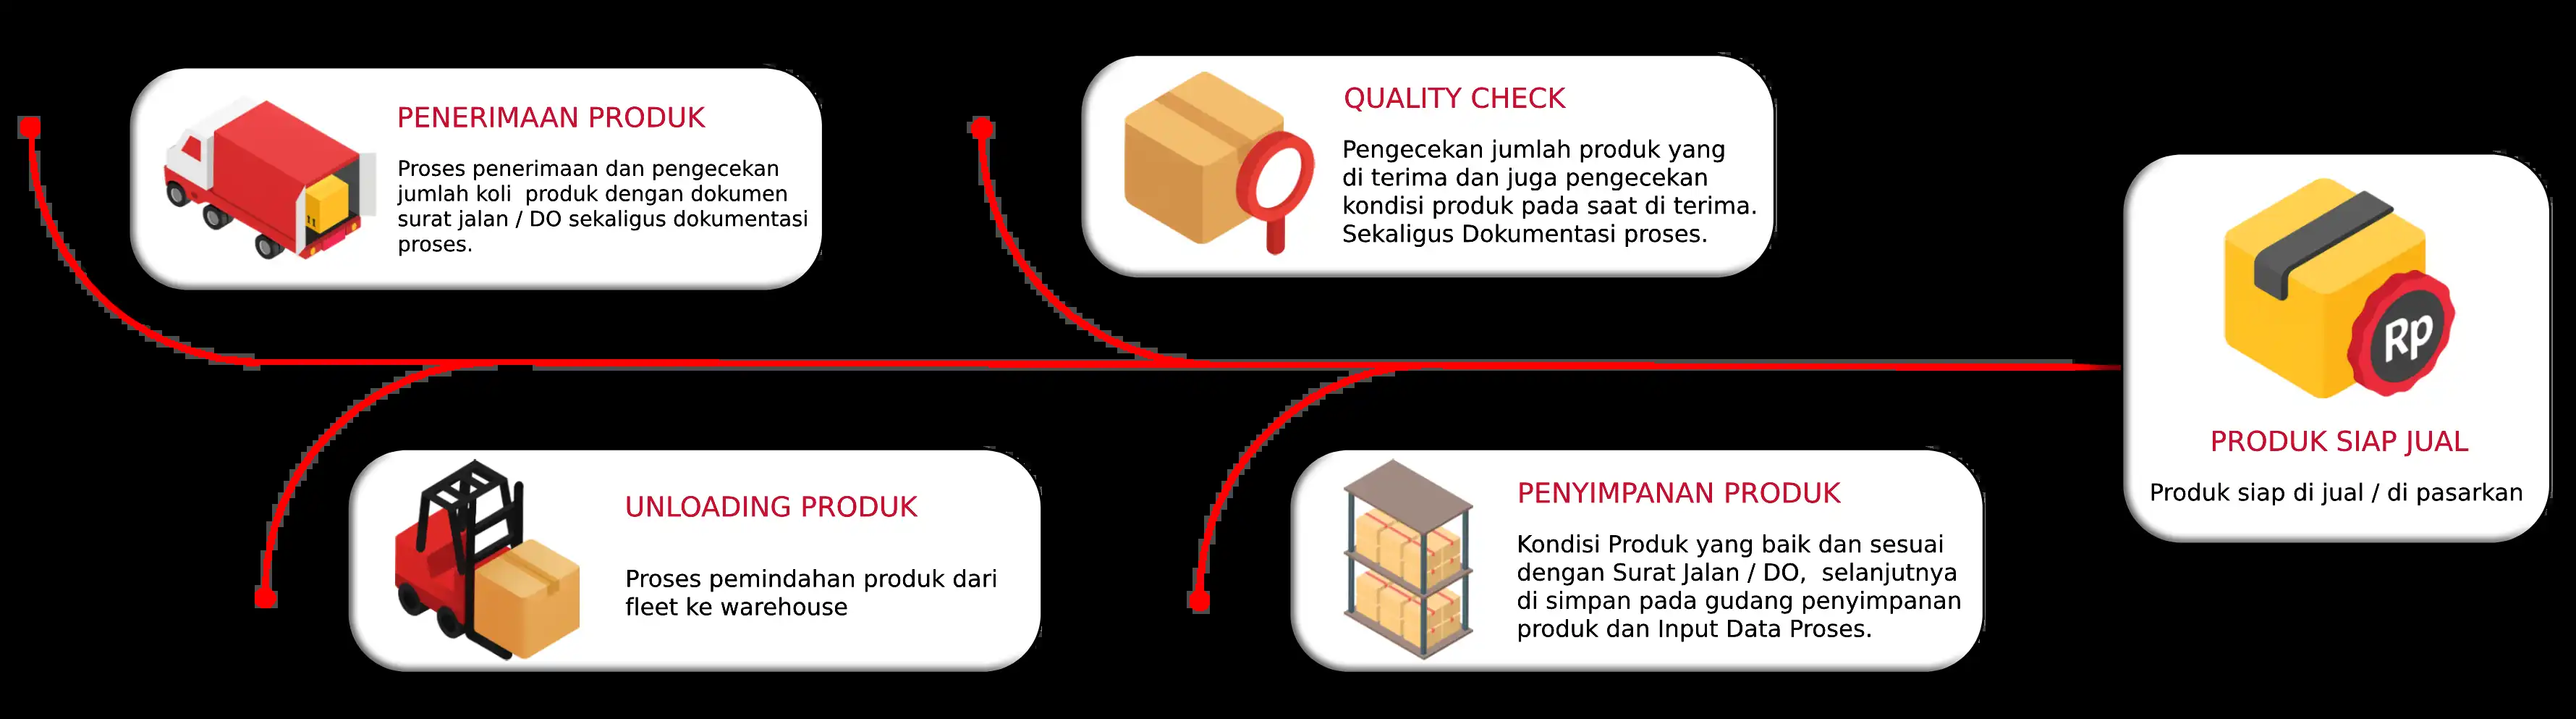 PENERIMAAN PRODUK
Proses penerimaan dan pengecekan
jumlah koli  produk dengan dokumen
surat jalan / DO sekaligus dokumentasi
proses.
UNLOADING PRODUK
Proses pemindahan produk dari
fleet ke warehouse
QUALITY CHECK
Pengecekan jumlah produk yang
di terima dan juga pengecekan
kondisi produk pada saat di terima.
Sekaligus Dokumentasi proses.
PENYIMPANAN PRODUK
Kondisi Produk yang baik dan sesuai
dengan Surat Jalan / DO,  selanjutnya
di simpan pada gudang penyimpanan
produk dan Input Data Proses.
Rp
PRODUK SIAP JUAL
Produk siap di jual / di pasarkan